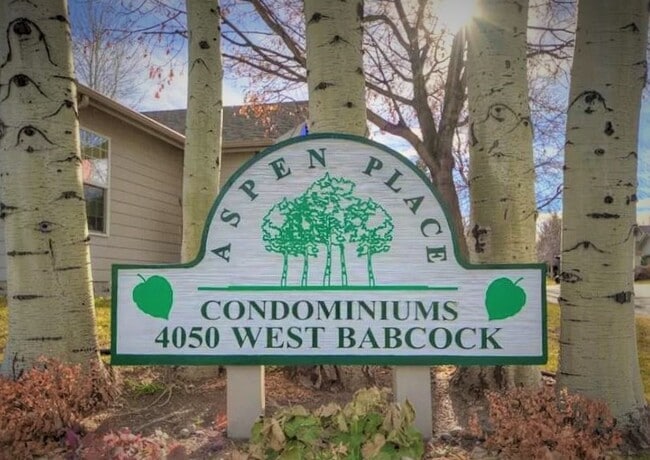 ASPEN PLACE
CONDOMINIUMS
4050 WEST BABCOCK